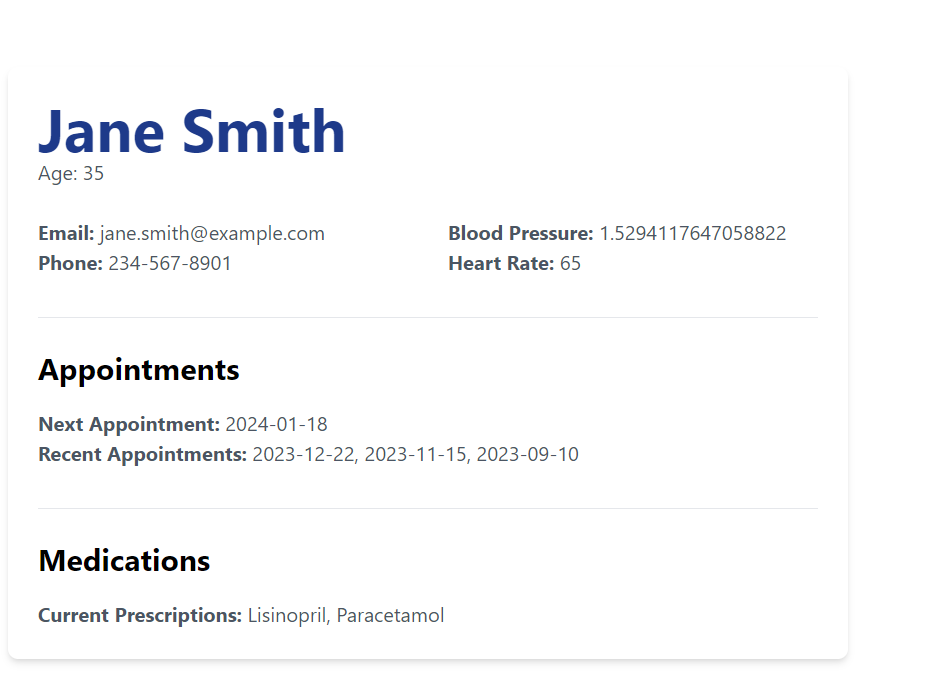 Jane Smith
Age: 35
Email: jane.smith@example.com
Phone: 234-567-8901
Blood Pressure: 1.5294117647058822
Heart Rate: 65
Appointments
Next Appointment: 2024-01-18
Recent Appointments: 2023-12-22, 2023-11-15, 2023-09-10
Medications
Current Prescriptions: Lisinopril, Paracetamol